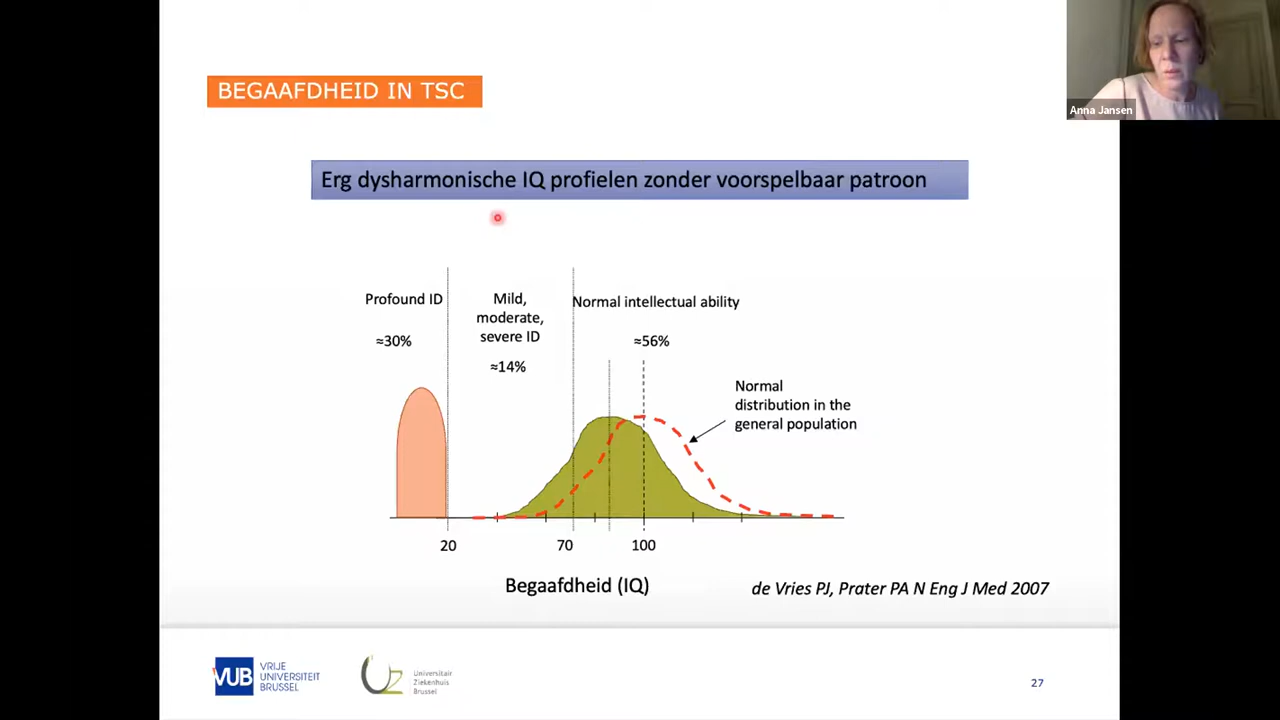 BEGAAFDHEID IN TSC
Anna Jansen
Erg dysharmonische IQ profielen zonder voorspelbaar patroon
Profound ID
≈30%
Mild,
moderate,
severe ID
≈14%
Normal intellectual ability
≈56%
Normal
distribution in the
general population
20
70
100
Begaafdheid (IQ)
de Vries PJ, Prater PA N Eng J Med 2007
VUB
VRIJE
UNIVERSITEIT
BRUSSEL
UZ
Universitair
Ziekenhuis
Brussel
27